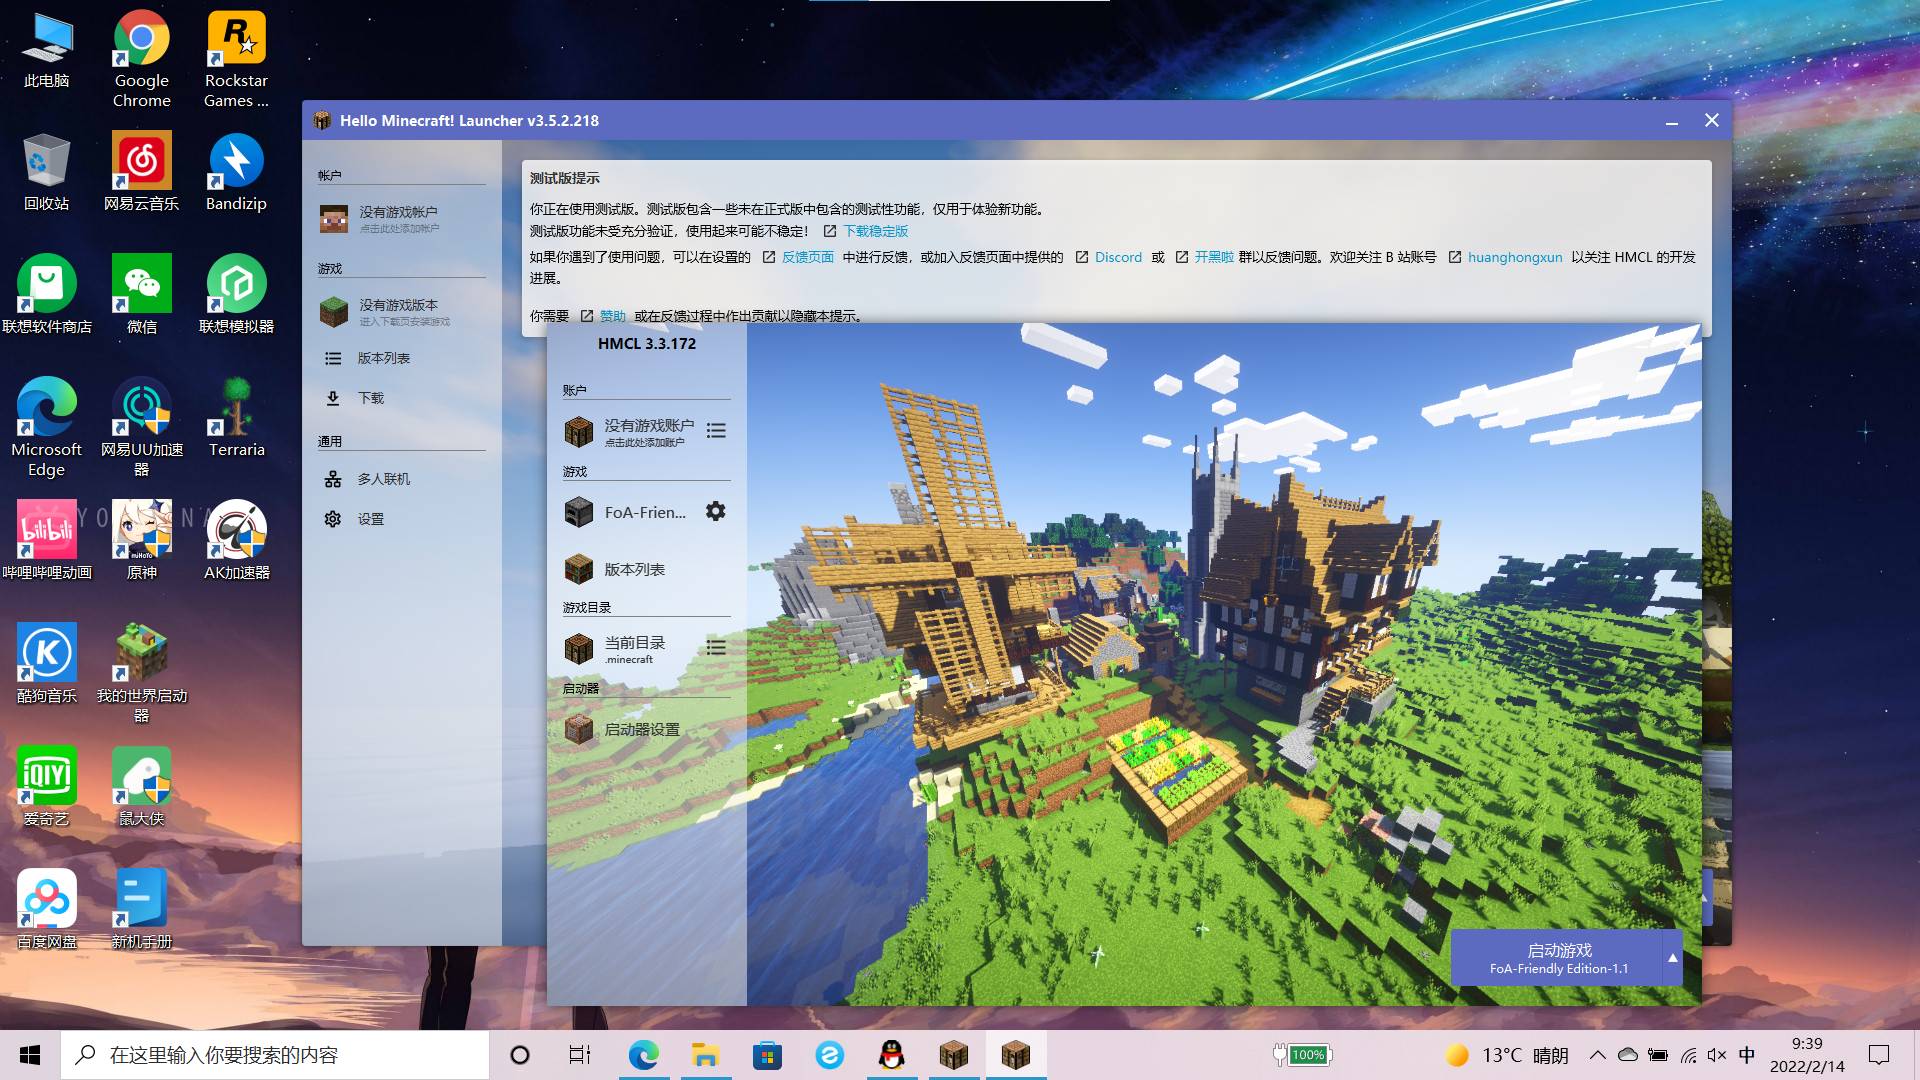 此电脑
Google
Chrome
Rockstar
Games ...
回收站
网易云音乐
Bandizip
联想软件商店
微信
联想模拟器
Microsoft
Edge
网易UU加速
器
Terraria
bilibili
miHoYo
哔哩哔哩动画
原神
AK加速器
酷狗音乐
我的世界启动
器
iQIYI
爱奇艺
鼠大侠
百度网盘
新机手册
Hello Minecraft! Launcher v3.5.2.218
帐户
没有游戏帐户
点击此处添加帐户
游戏
没有游戏版本
进入下载页安装游戏
版本列表
下载
通用
多人联机
设置
测试版提示
你正在使用测试版。测试版包含一些未在正式版中包含的测试性功能，仅用于体验新功能。
测试版功能未受充分验证，使用起来可能不稳定！ 下载稳定版
如果你遇到了使用问题，可以在设置的 反馈页面 中进行反馈，或加入反馈页面中提供的 Discord 或 开黑啦 群以反馈问题。欢迎关注 B 站账号 huanghongxun 以关注 HMCL 的开发
进展。
你需要 赞助 或在反馈过程中作出贡献以隐藏本提示。
HMCL 3.3.172
账户
没有游戏账户
点击此处添加账户
游戏
FoA-Frien...
版本列表
游戏目录
当前目录
.minecraft
启动器
启动器设置
启动游戏
FoA-Friendly Edition-1.1
在这里输入你要搜索的内容
100%
13°C 晴朗
中
9:39
2022/2/14